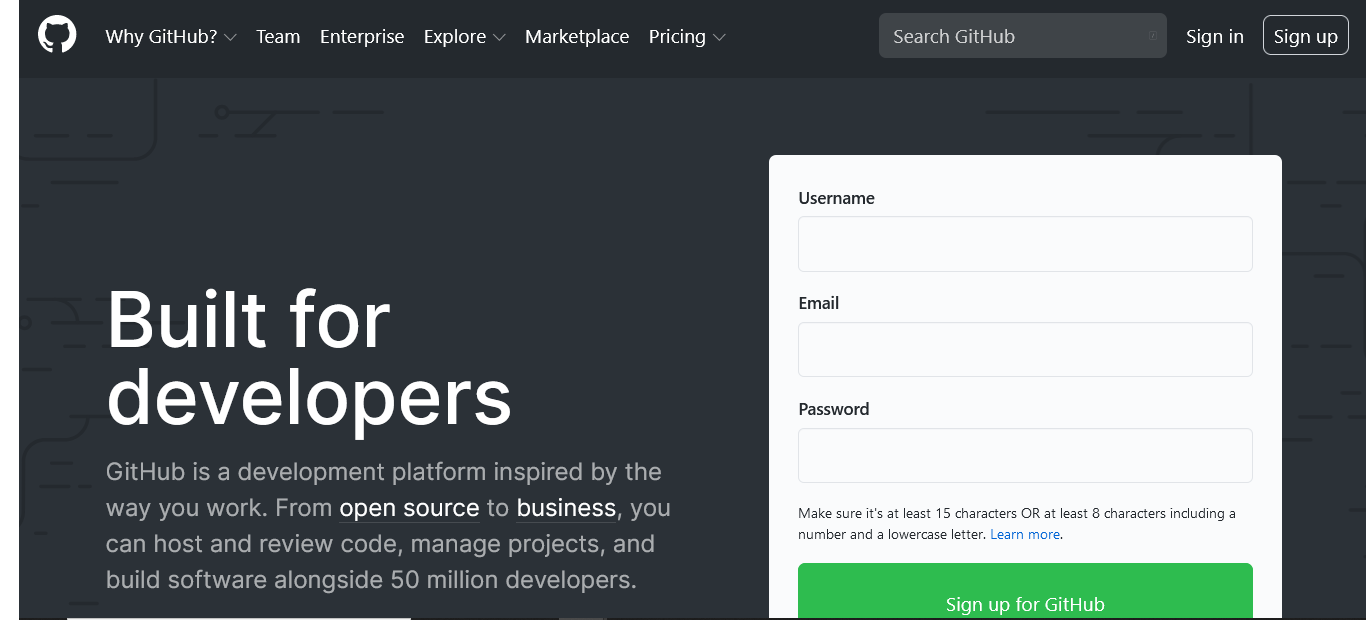 Why GitHub? Team Enterprise Explore Marketplace Pricing Search GitHub Sign in Sign up
Built for
developers
GitHub is a development platform inspired by the
way you work. From open source to business, you
can host and review code, manage projects, and
build software alongside 50 million developers.
Username
Email
Password
Make sure it's at least 15 characters OR at least 8 characters including a
number and a lowercase letter. Learn more.
Sign up for GitHub